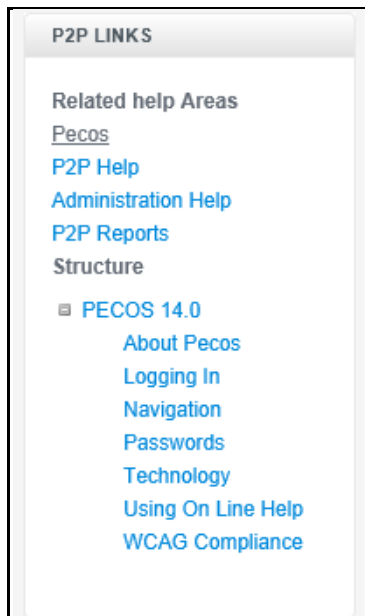 P2P LINKS
Related help Areas
Pecos
P2P Help
Administration Help
P2P Reports
Structure
PECOS 14.0
About Pecos
Logging In
Navigation
Passwords
Technology
Using On Line Help
WCAG Compliance